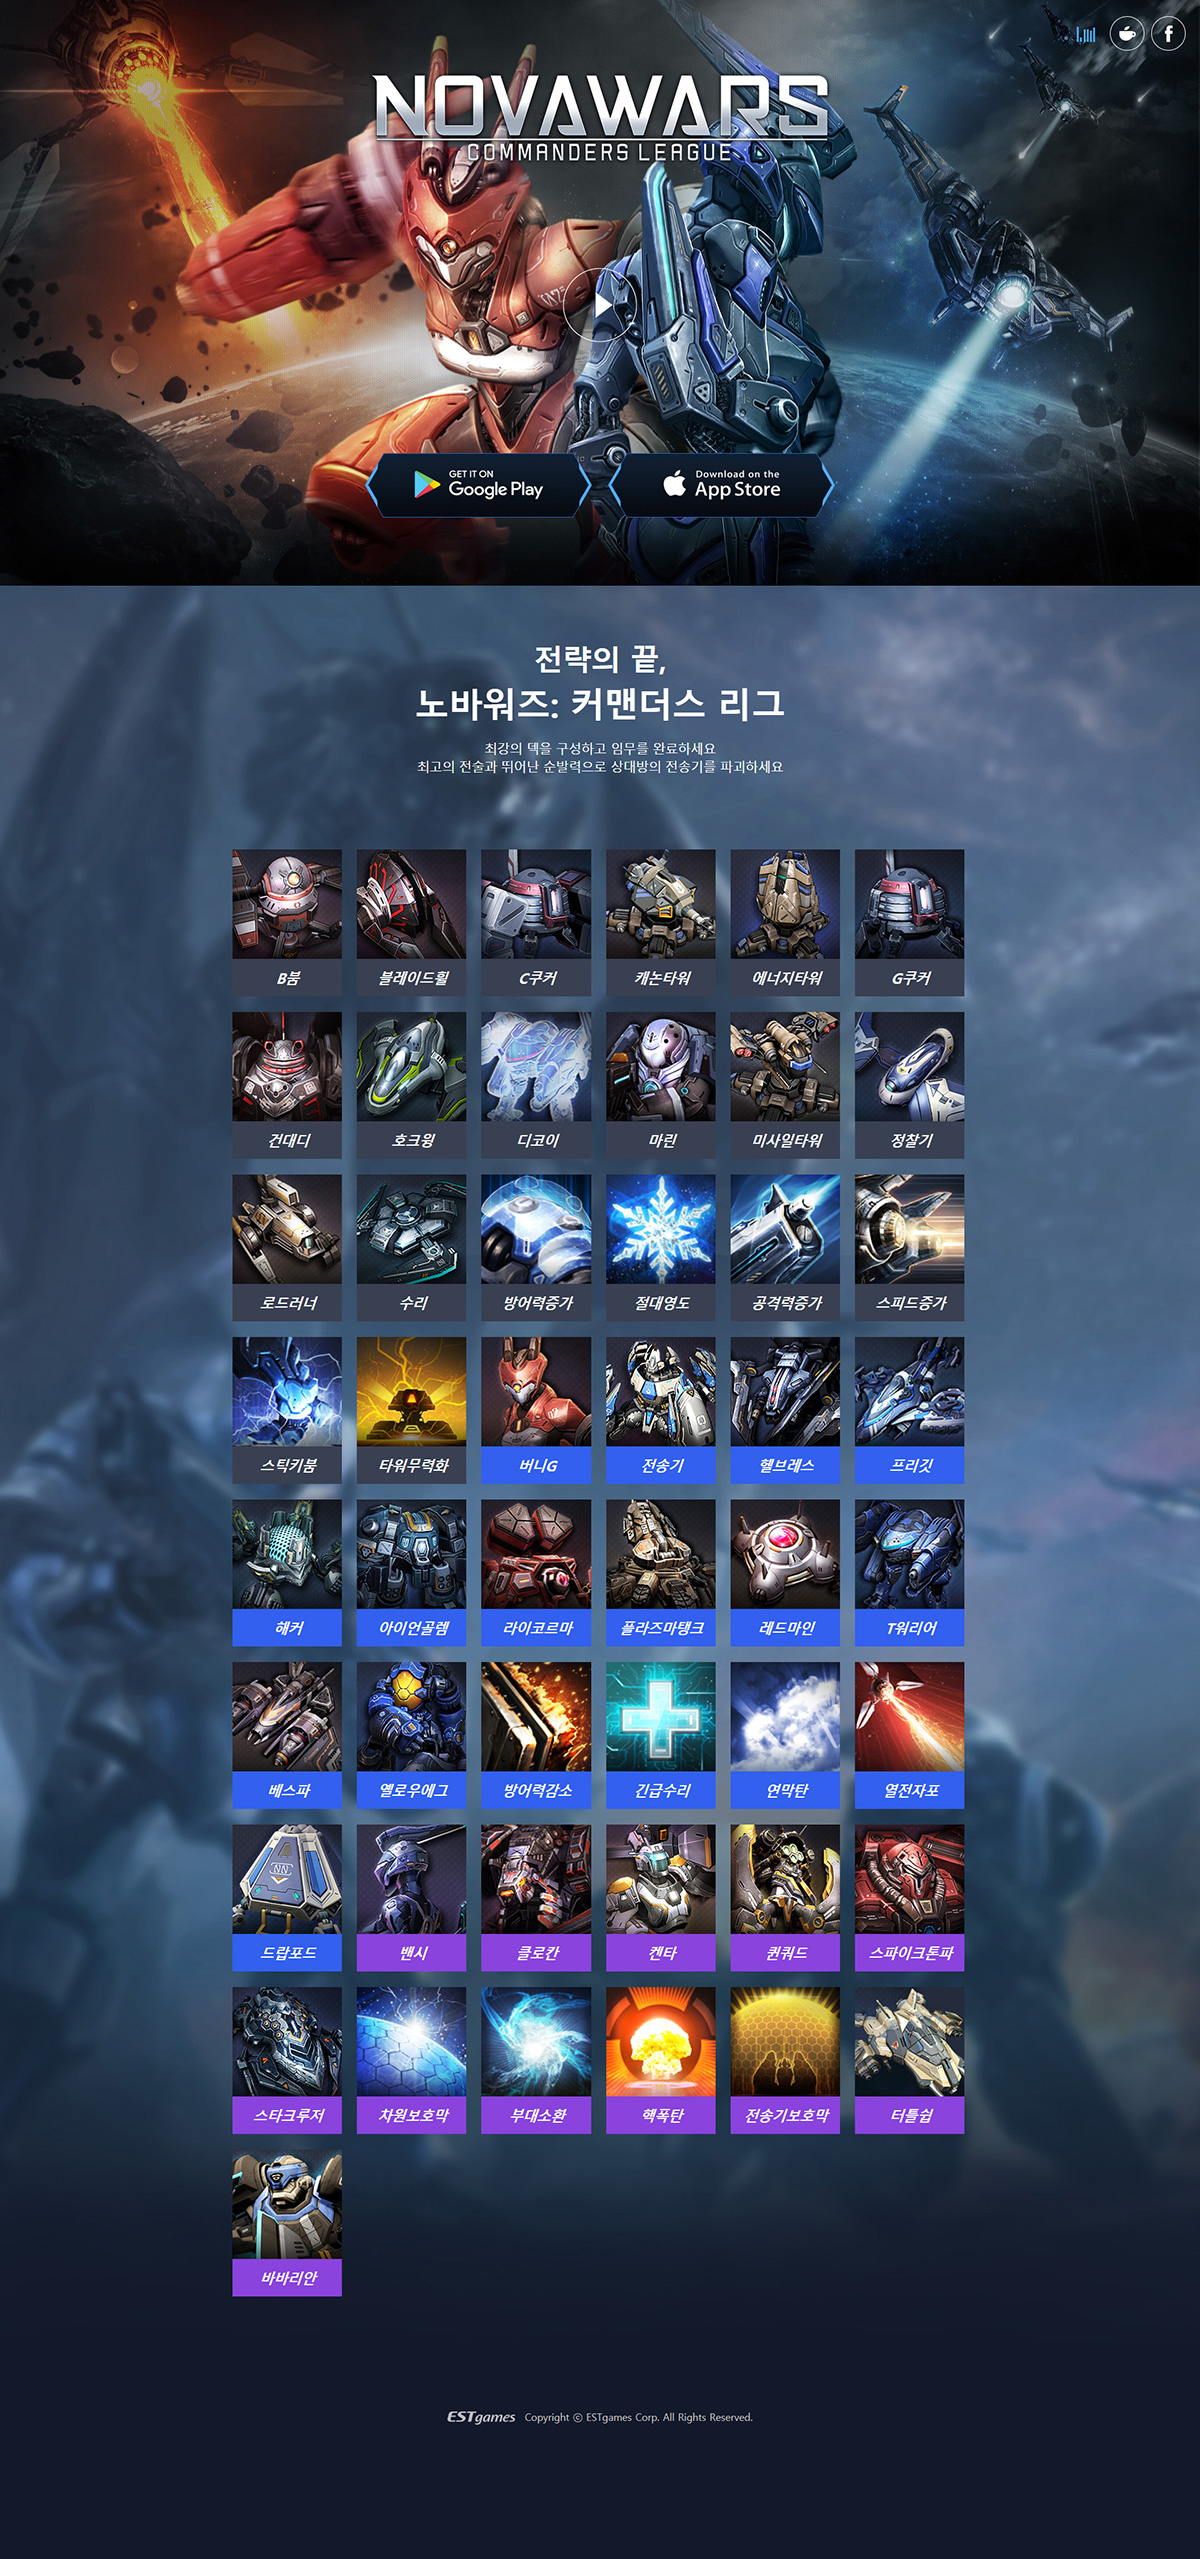 NOVAWARS
COMMANDERS LEAGUE
GET IT ON
Google Play
Download on the
App Store
전략의 끝,
노바워즈: 커맨더스 리그
최강의 덱을 구성하고 임무를 완료하세요
최고의 전술과 뛰어난 순발력으로 상대방의 전송기를 파괴하세요
B붐
블레이드휠
C쿠커
캐논타워
에너지타워
G쿠커
건대디
호크윙
디코이
마린
미사일타워
정찰기
로드러너
수리
방어력증가
절대영도
공격력증가
스피드증가
스틱키붐
타워무력화
버니G
전송기
헬브레스
프리깃
해커
아이언골렘
라이코르마
플라즈마탱크
레드마인
T워리어
베스파
옐로우에그
방어력감소
긴급수리
연막탄
열전자포
드랍포드
밴시
클로칸
켄타
퀸쿼드
스파이크톤파
스타크루저
차원보호막
부대소환
핵폭탄
전송기보호막
터틀쉽
바바리안
ESTgames Copyright ⓒ ESTgames Corp. All Rights Reserved.